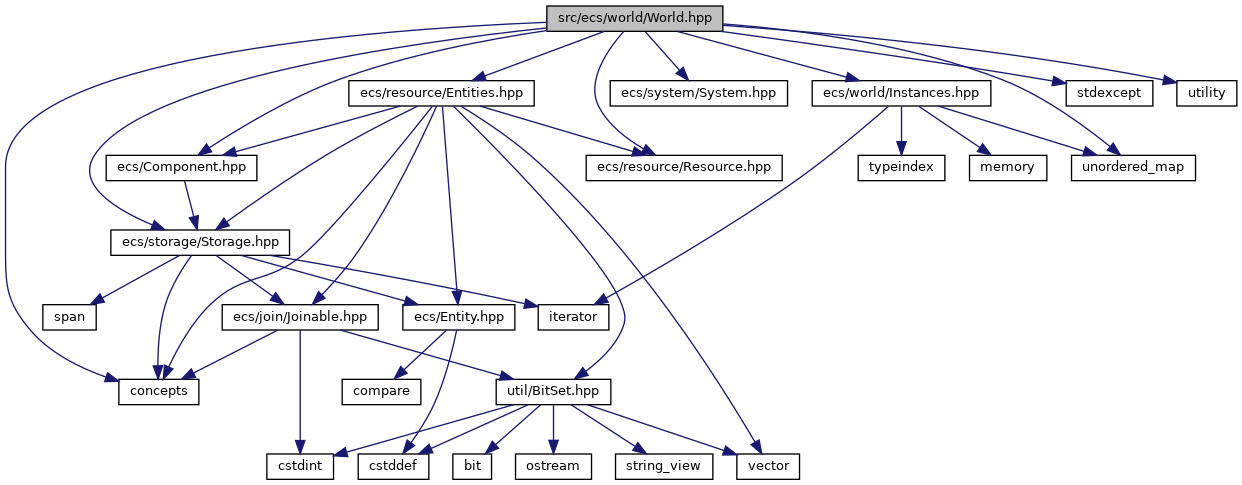 src/ecs/world/World.hpp
ecs/resource/Entities.hpp
ecs/system/System.hpp
ecs/world/Instances.hpp
stdexcept
utility
ecs/Component.hpp
ecs/resource/Resource.hpp
typeindex
memory
unordered_map
ecs/storage/Storage.hpp
span
ecs/join/Joinable.hpp
ecs/Entity.hpp
iterator
concepts
compare
util/BitSet.hpp
cstdint
cstddef
bit
ostream
string_view
vector